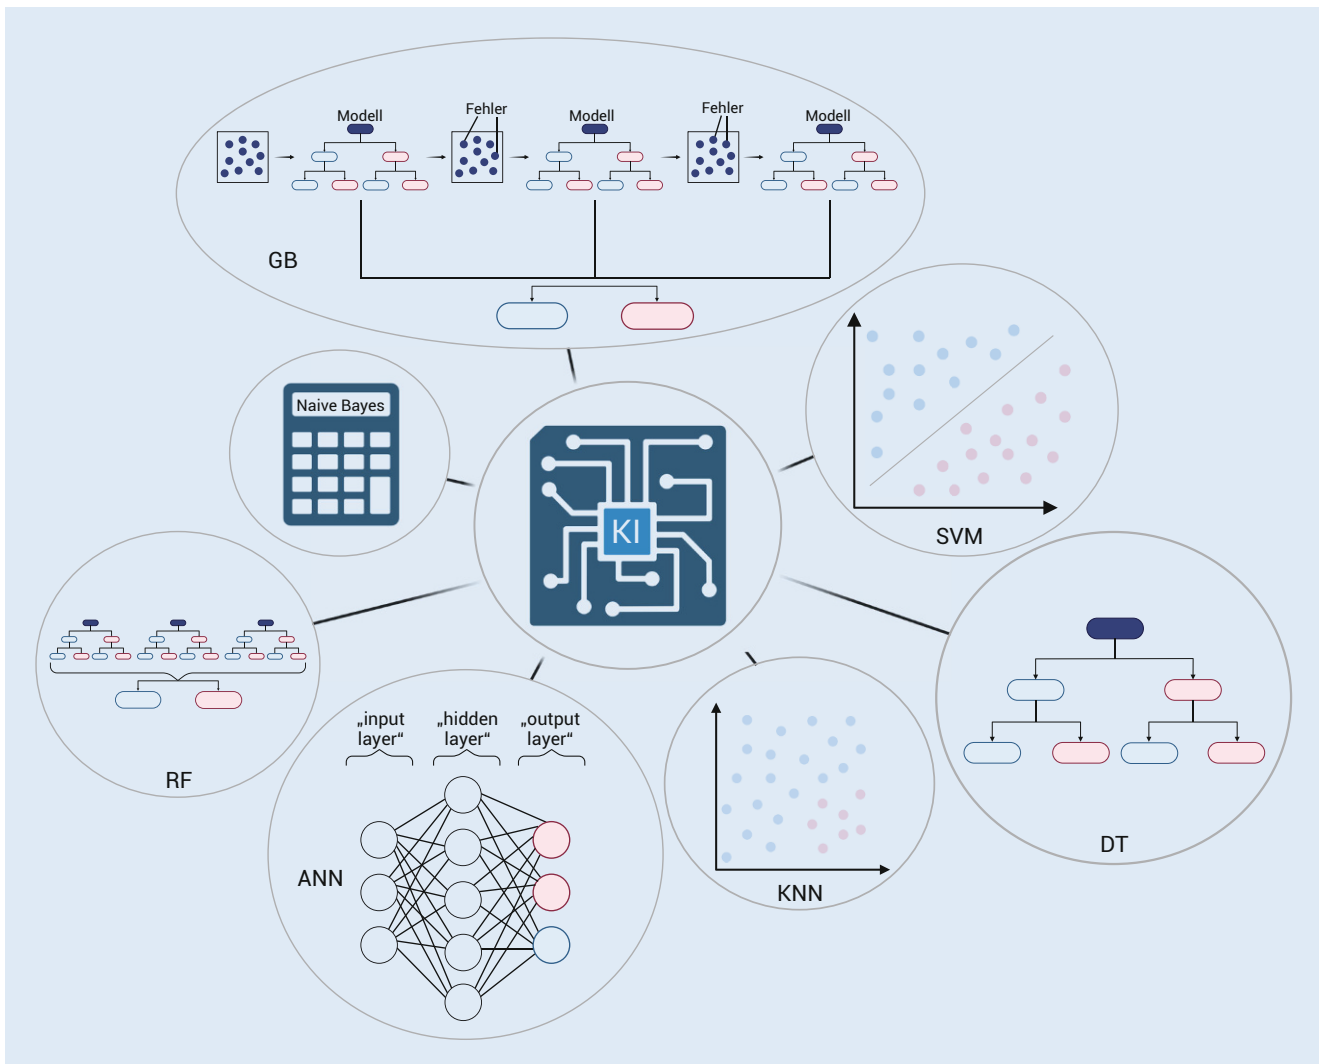 Fehler
Fehler
Modell
Modell
Modell
GB
Naive Bayes
KI
SVM
RF
„input
layer“
„hidden
layer“
„output
layer“
ANN
KNN
DT